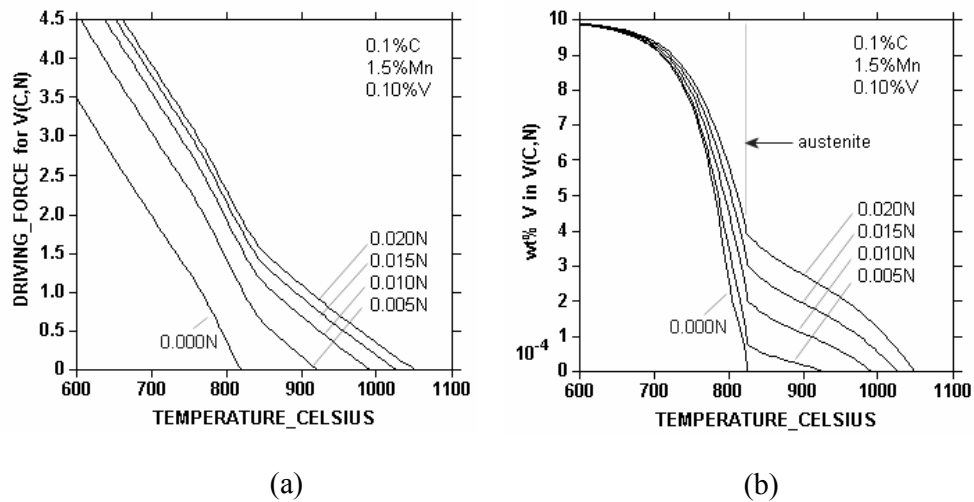 DRIVING_FORCE for V(C,N)
4.5
4.0
3.5
3.0
2.5
2.0
1.5
1.0
0.5
0
0.1%C
1.5%Mn
0.10%V
0.020N
0.015N
0.010N
0.005N
0.000N
600 700 800 900 1000 1100
TEMPERATURE_CELSIUS
(a)
wt% V in V(C,N)
10
9
8
7
6
5
4
3
2
1
0
10-4
0.1%C
1.5%Mn
0.10%V
austenite
0.020N
0.015N
0.010N
0.005N
0.000N
600 700 800 900 1000 1100
TEMPERATURE_CELSIUS
(b)